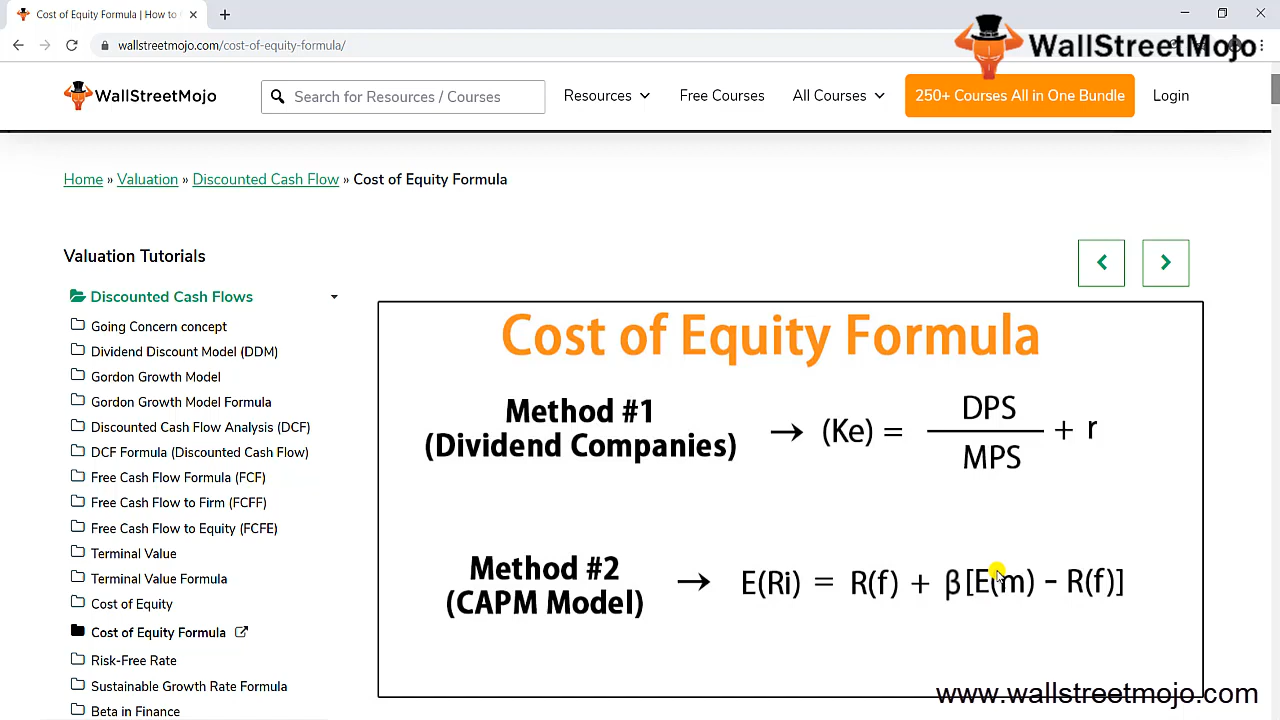 Cost of Equity Formula | How to
wallstreetmojo.com/cost-of equity-formula/
WallStreetMojo
WallStreetMojo
Search for Resources / Courses
Resources
Free Courses
All Courses
250+ Courses All in One Bundle
Login
Home » Valuation » Discounted Cash Flow » Cost of Equity Formula
Valuation Tutorials
Discounted Cash Flows
Going Concern concept
Dividend Discount Model (DDM)
Gordon Growth Model
Gordon Growth Model Formula
Discounted Cash Flow Analysis (DCF)
DCF Formula (Discounted Cash Flow)
Free Cash Flow Formula (FCF)
Free Cash Flow to Firm (FCFF)
Free Cash Flow to Equity (FCFE)
Terminal Value
Terminal Value Formula
Cost of Equity
Cost of Equity Formula
Risk-Free Rate
Sustainable Growth Rate Formula
Beta in Finance
Cost of Equity Formula
Method #1
(Dividend Companies)
→ (Ke) = DPS / MPS + r
Method #2
(CAPM Model)
→ E(Ri) = R(f) + β[E(m) - R(f)]
www.wallstreetmojo.com